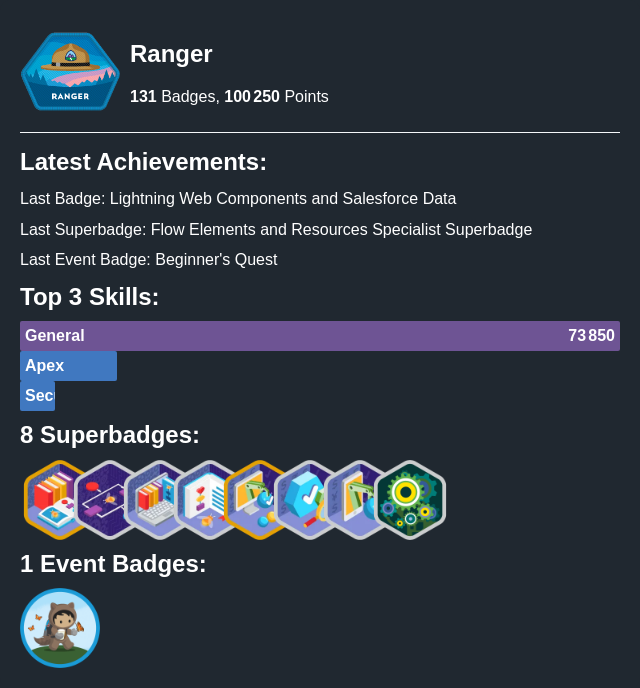 Ranger
RANGER
131 Badges, 100 250 Points
Latest Achievements:
Last Badge: Lightning Web Components and Salesforce Data
Last Superbadge: Flow Elements and Resources Specialist Superbadge
Last Event Badge: Beginner's Quest
Top 3 Skills:
General 73 850
Apex
Sec
8 Superbadges:
1 Event Badges: